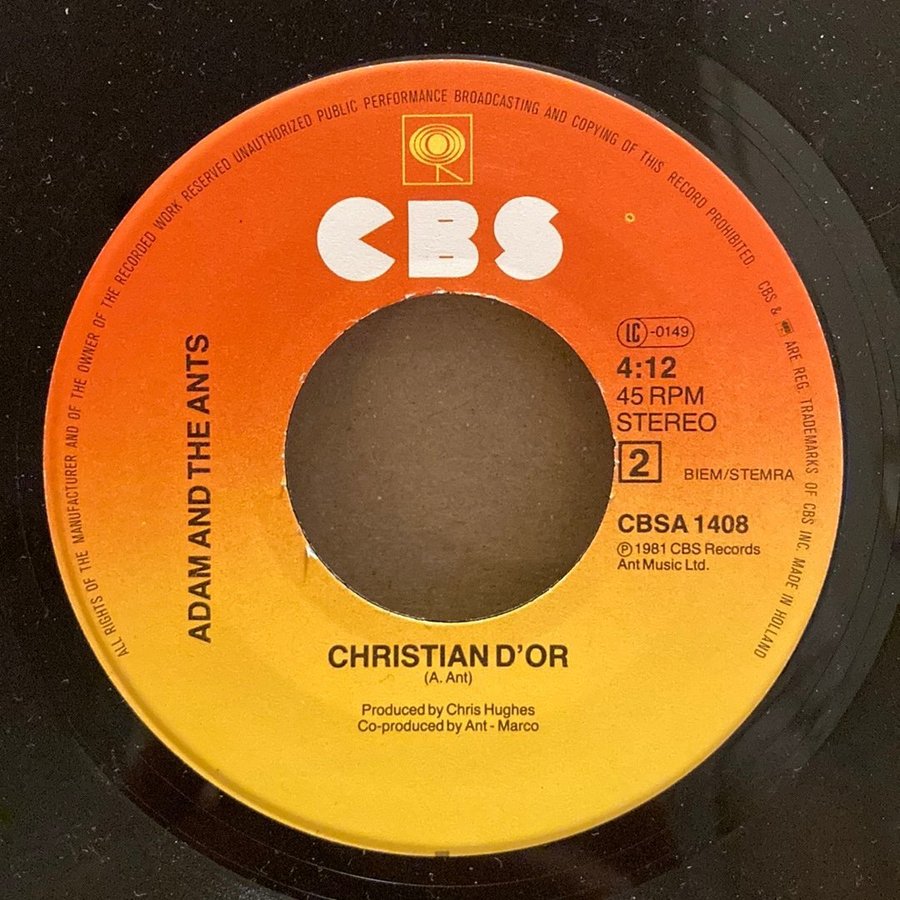 ALL RIGHTS OF THE MANUFACTURER AND OF THE OWNER OF THE RECORDED WORK RESERVED UNAUTHORIZED PUBLIC PERFORMANCE BROADCASTING AND COPYING OF THIS RECORD PROHIBITED. CBS & ARE REG. TRADEMARKS OF CBS INC. MADE IN HOLLAND
CBS
ADAM AND THE ANTS
LC-0149
4:12
45 RPM
STEREO
2
BIEM/STEMRA
CBSA 1408
℗ 1981 CBS Records
Ant Music Ltd.
CHRISTIAN D'OR
(A. Ant)
Produced by Chris Hughes
Co-produced by Ant - Marco